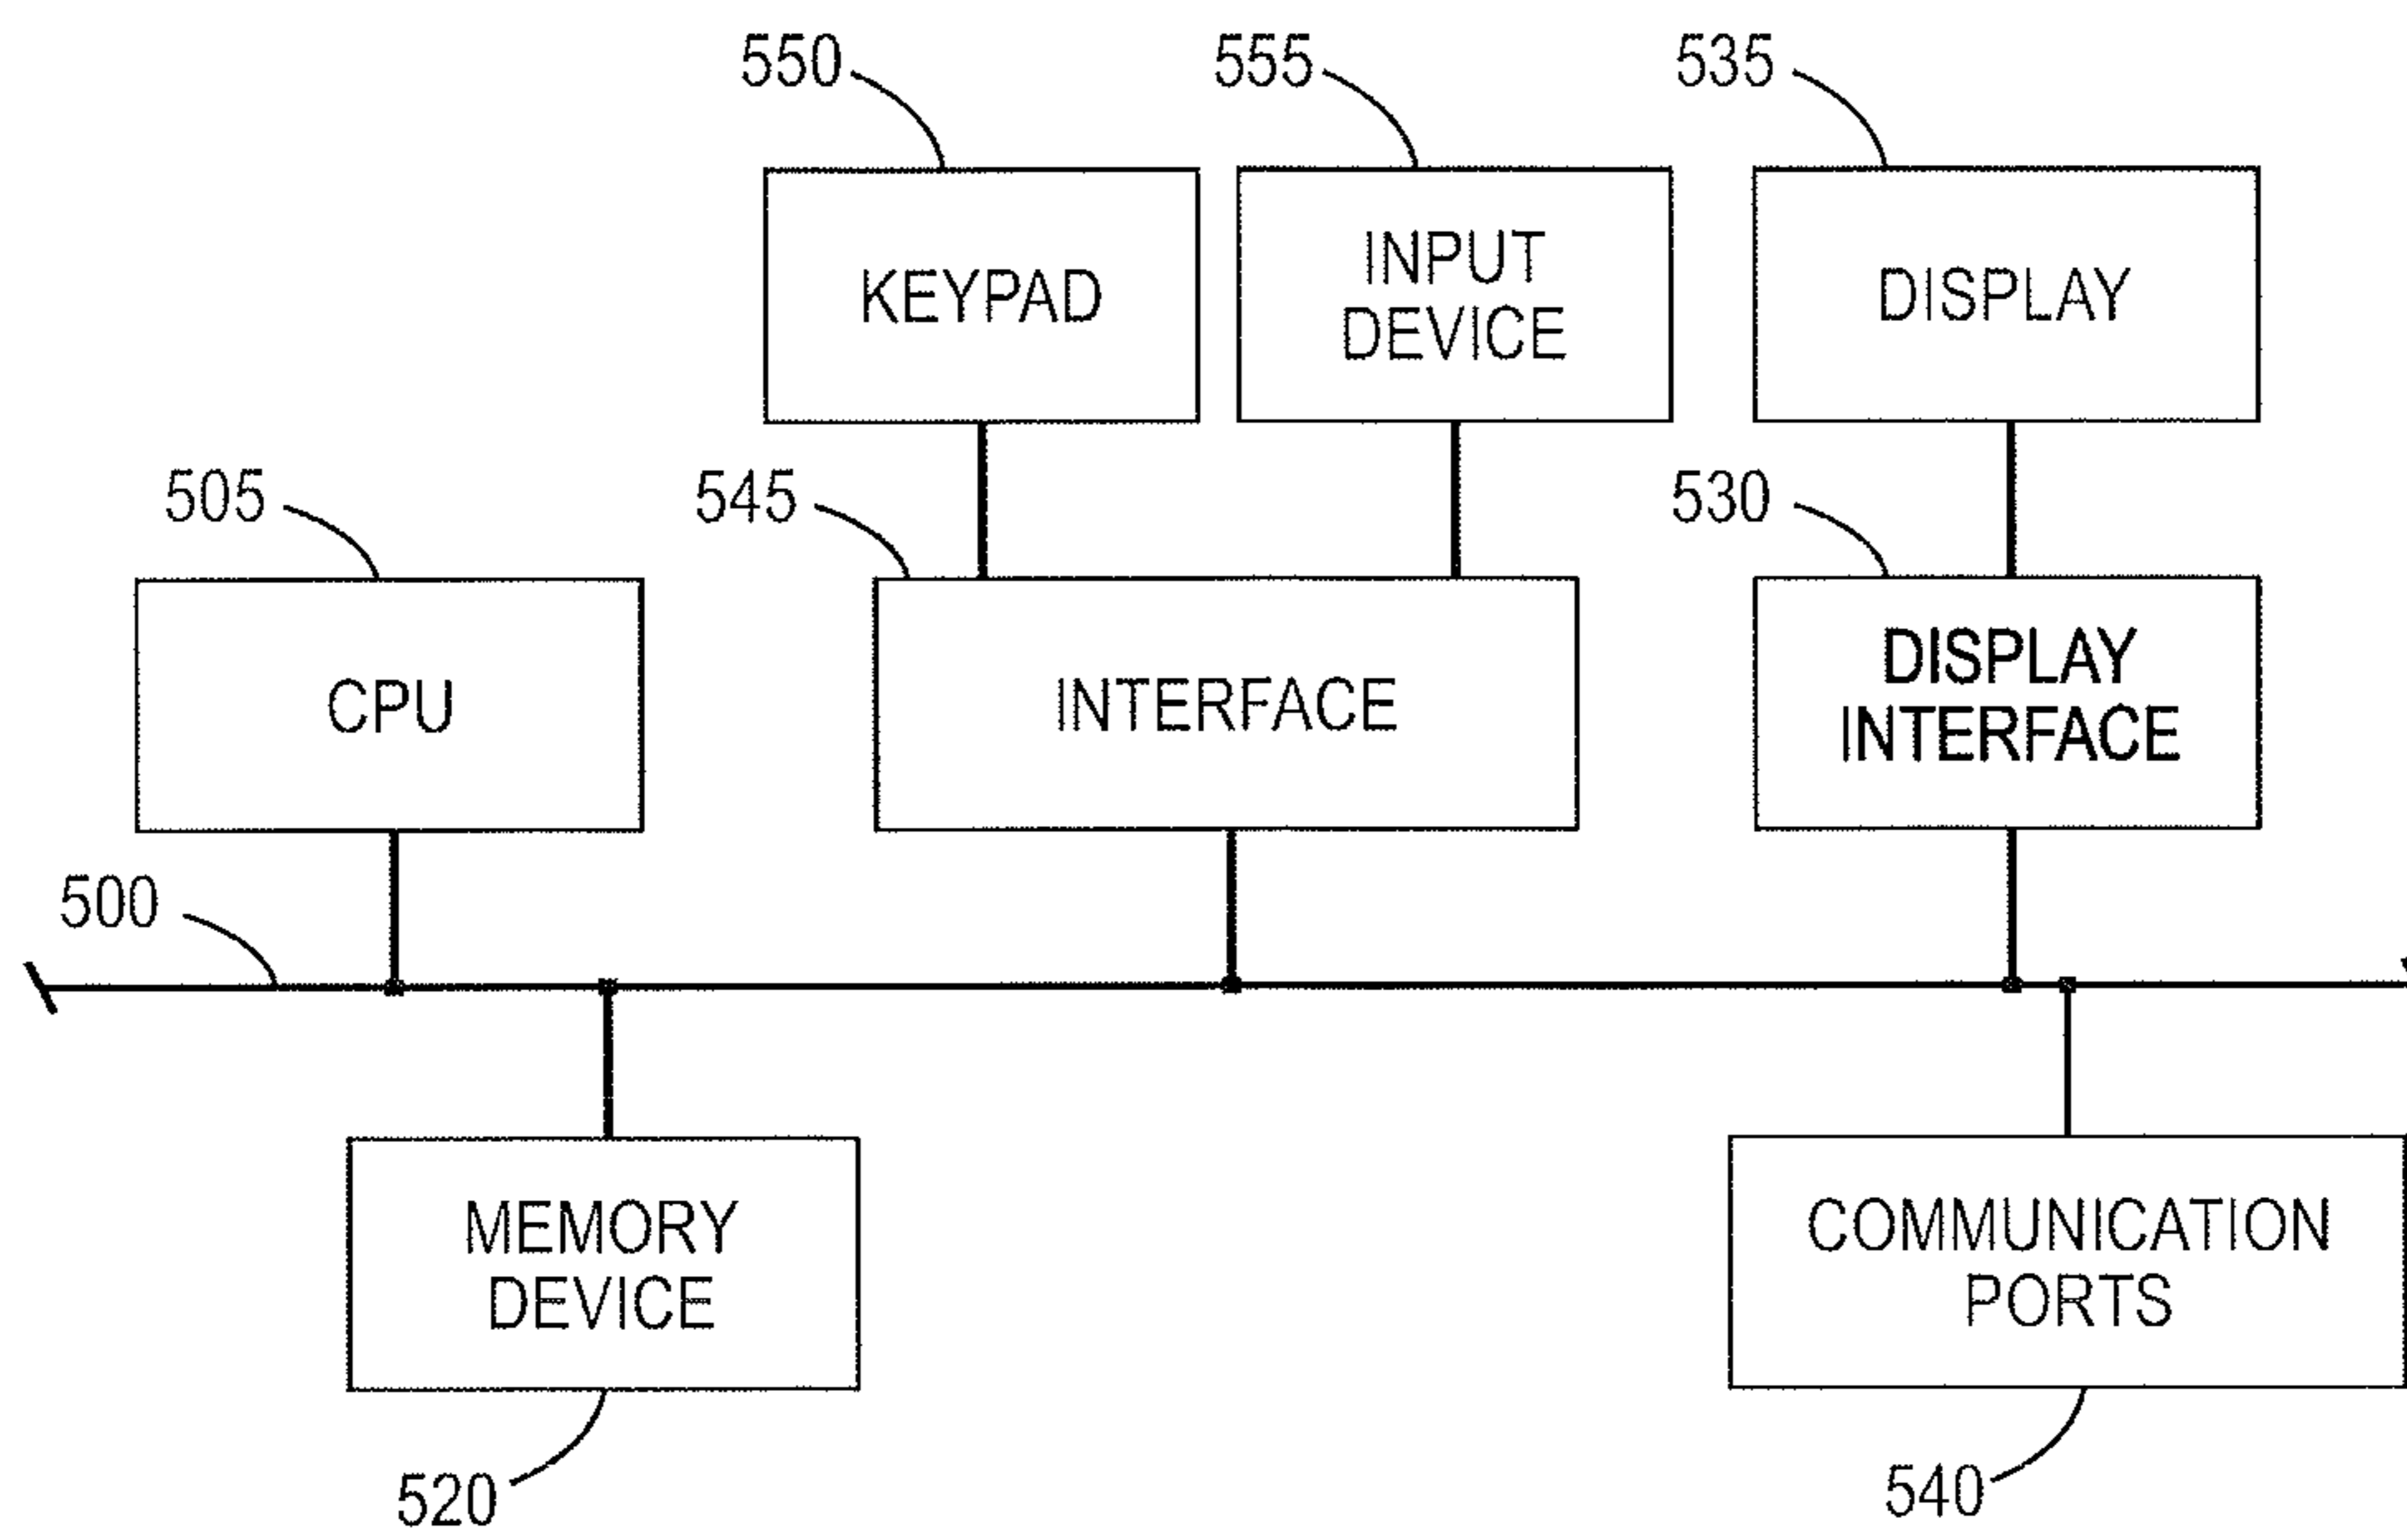 550
555
535
KEYPAD
INPUT
DEVICE
DISPLAY
505
545
530
CPU
INTERFACE
DISPLAY
INTERFACE
500
MEMORY
DEVICE
COMMUNICATION
PORTS
520
540